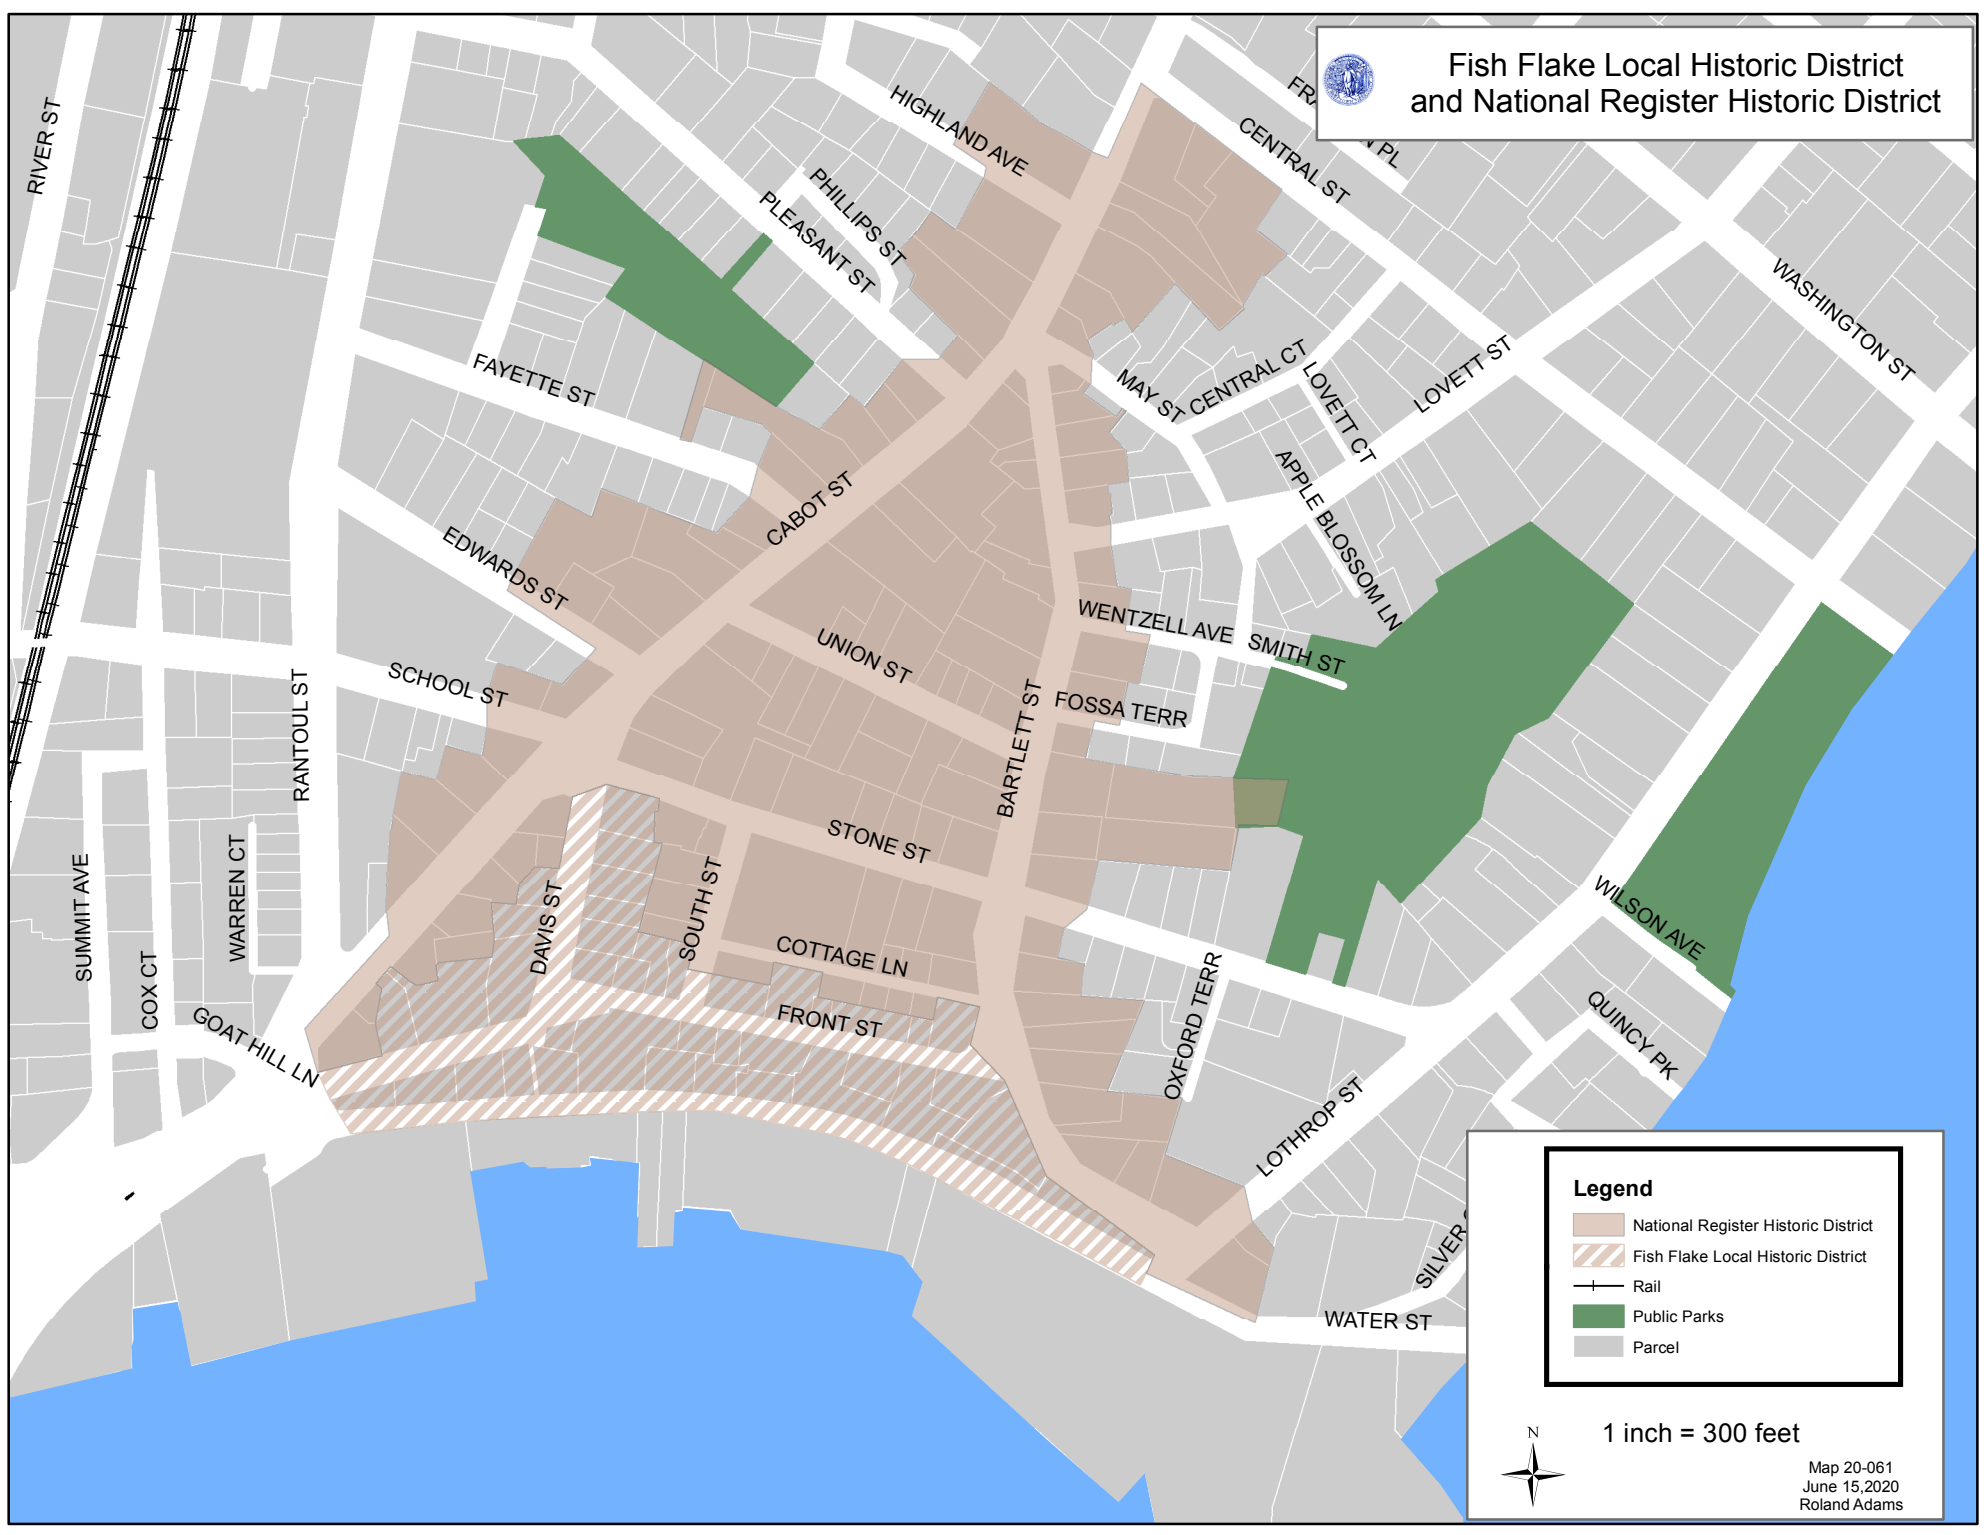 Fish Flake Local Historic District
and National Register Historic District
RIVER ST
HIGHLAND AVE
CENTRAL ST
PL
PHILLIPS ST
PLEASANT ST
WASHINGTON ST
FAYETTE ST
MAY ST
CENTRAL CT
LOVETT CT
LOVETT ST
CABOT ST
APPLE BLOSSOM LN
EDWARDS ST
UNION ST
WENTZELL AVE
SMITH ST
SCHOOL ST
RANTOUL ST
FOSSA TERR
BARTLETT ST
STONE ST
SUMMIT AVE
WARREN CT
COX CT
DAVIS ST
SOUTH ST
COTTAGE LN
FRONT ST
OXFORD TERR
WILSON AVE
QUINCY PK
GOAT HILL LN
LOTHROP ST
SILVER
WATER ST
Legend
National Register Historic District
Fish Flake Local Historic District
Rail
Public Parks
Parcel
N
1 inch = 300 feet
Map 20-061
June 15,2020
Roland Adams